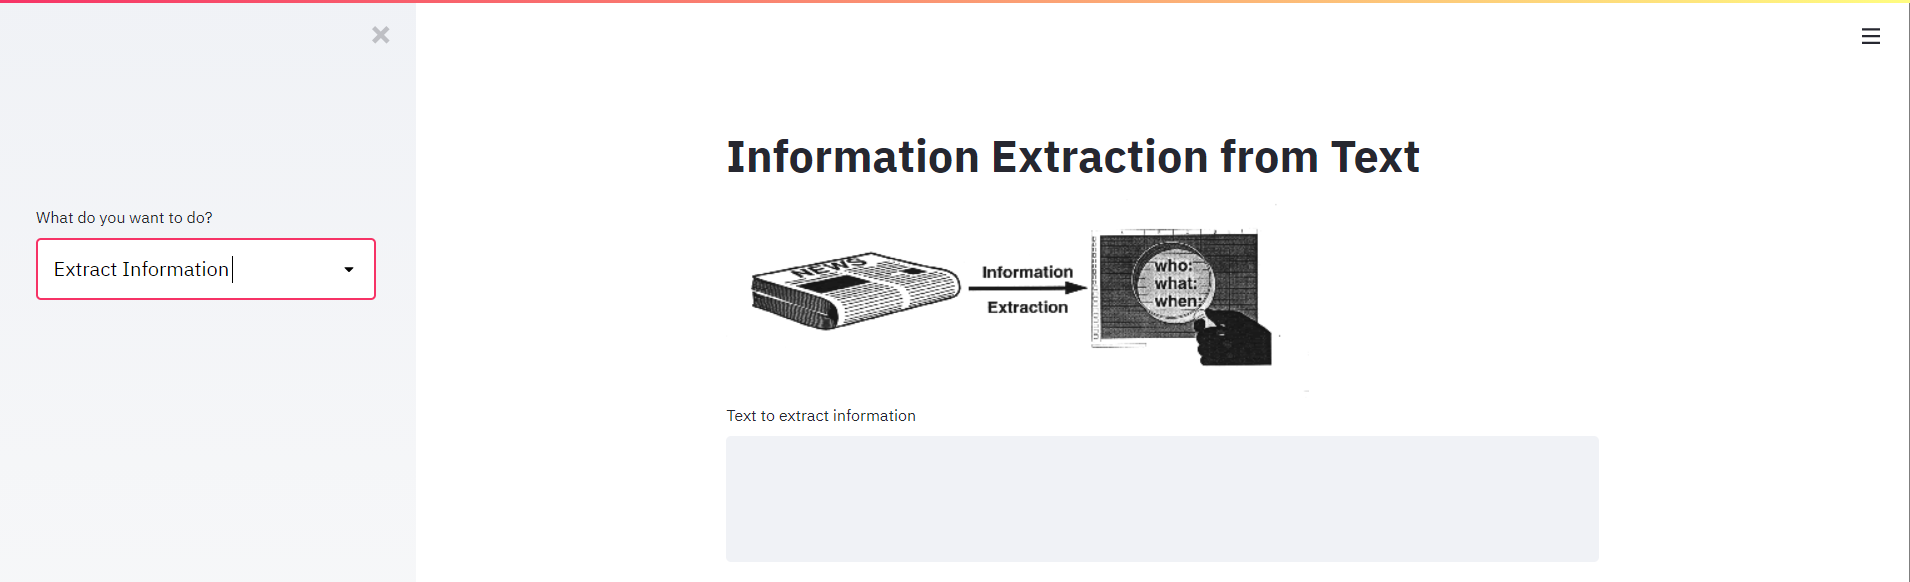 What do you want to do?
Extract Information
Information Extraction from Text
NEWS
Information
Extraction
who:
what:
when:
Text to extract information